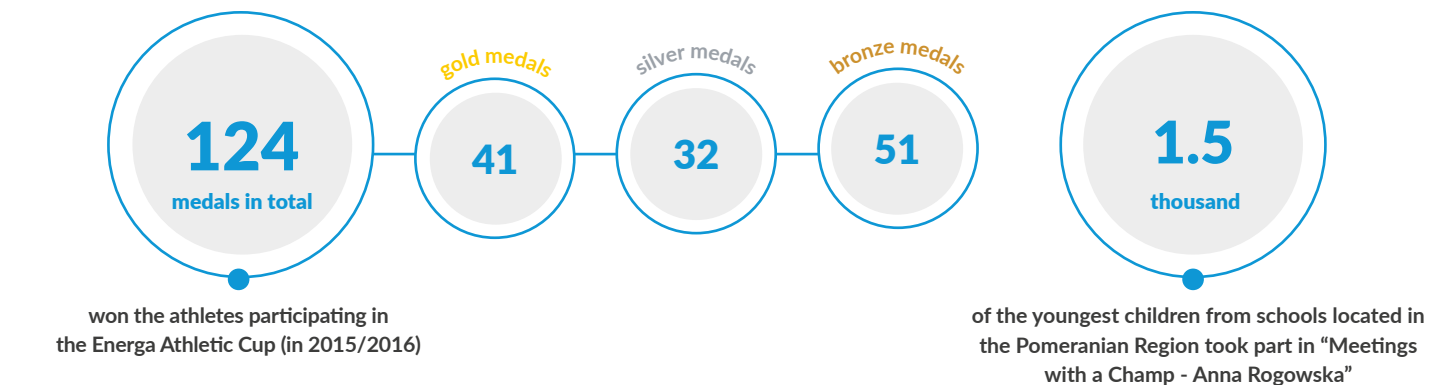 124
medals in total
won the athletes participating in
the Energa Athletic Cup (in 2015/2016)
gold medals
41
silver medals
32
bronze medals
51
1.5
thousand
of the youngest children from schools located in
the Pomeranian Region took part in “Meetings
with a Champ - Anna Rogowska”